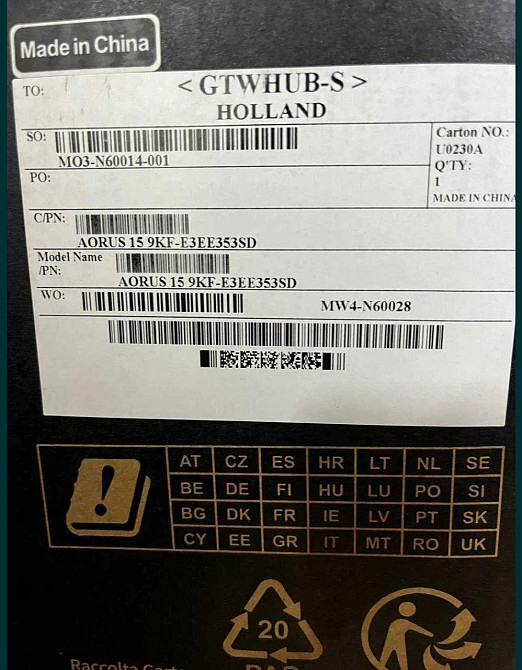 Made in China
TO: < GTWHUB-S >
HOLLAND
SO:
MO3-N60014-001
Carton NO.:
U0230A
Q'TY:
1
MADE IN CHINA
PO:
C/PN:
AORUS 15 9KF-E3EE353SD
Model Name
/PN:
AORUS 15 9KF-E3EE353SD
WO: MW4-N60028
AT CZ ES HR LT NL SE
BE DE FI HU LU PO SI
BG DK FR IE LV PT SK
CY EE GR IT MT RO UK
20
PAP
Raccolta